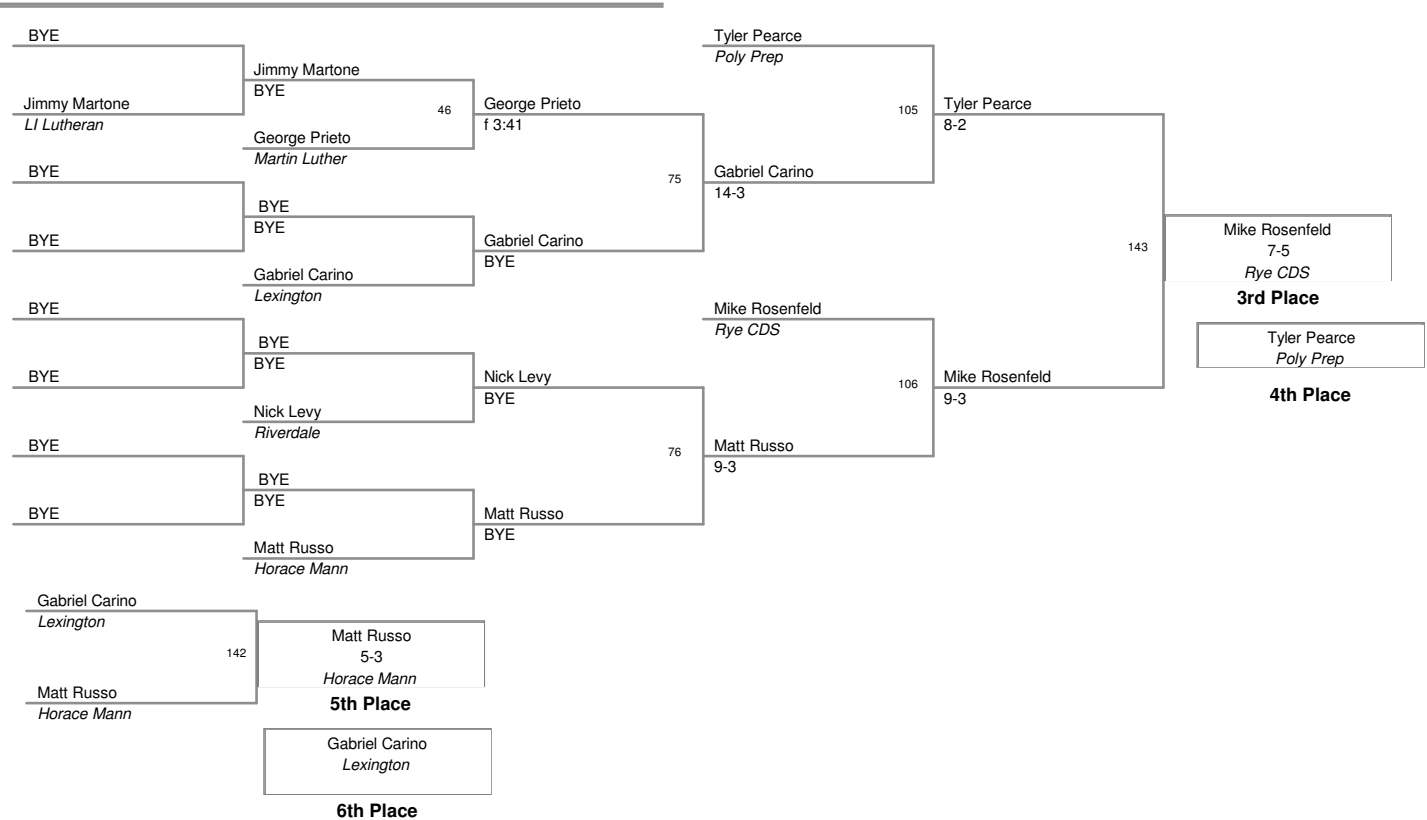 BYE
Jimmy Martone
LI Lutheran
BYE
BYE
BYE
BYE
BYE
BYE
Jimmy Martone
BYE
46
George Prieto
Martin Luther
BYE
BYE
Gabriel Carino
Lexington
BYE
BYE
Nick Levy
Riverdale
BYE
BYE
Matt Russo
Horace Mann
George Prieto
f 3:41
75
Gabriel Carino
BYE
Nick Levy
BYE
76
Matt Russo
BYE
Tyler Pearce
Poly Prep
105
Gabriel Carino
14-3
Mike Rosenfeld
Rye CDS
106
Matt Russo
9-3
Tyler Pearce
8-2
143
Mike Rosenfeld
9-3
Mike Rosenfeld
7-5
Rye CDS
3rd Place
Tyler Pearce
Poly Prep
4th Place
Gabriel Carino
Lexington
142
Matt Russo
Horace Mann
Matt Russo
5-3
Horace Mann
5th Place
Gabriel Carino
Lexington
6th Place